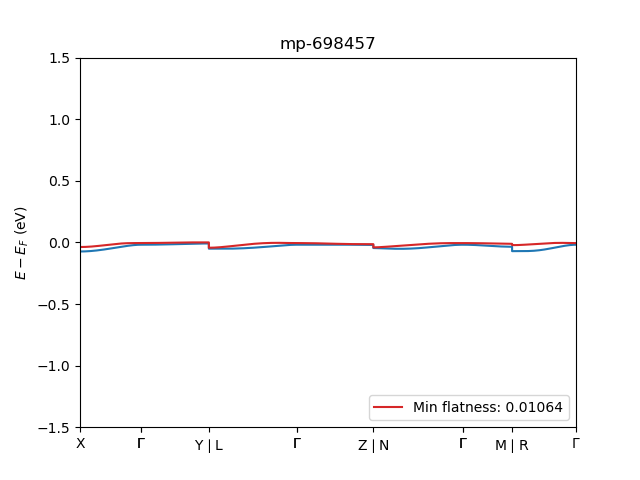 mp-698457
E − E_F (eV)
1.5
1.0
0.5
0.0
−0.5
−1.0
−1.5
Min flatness: 0.01064
X Γ Y | L Γ Z | N Γ M | R Γ